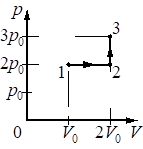 p
3p₀ 3
2p₀ 1 2
p₀
0 V₀ 2V₀ V